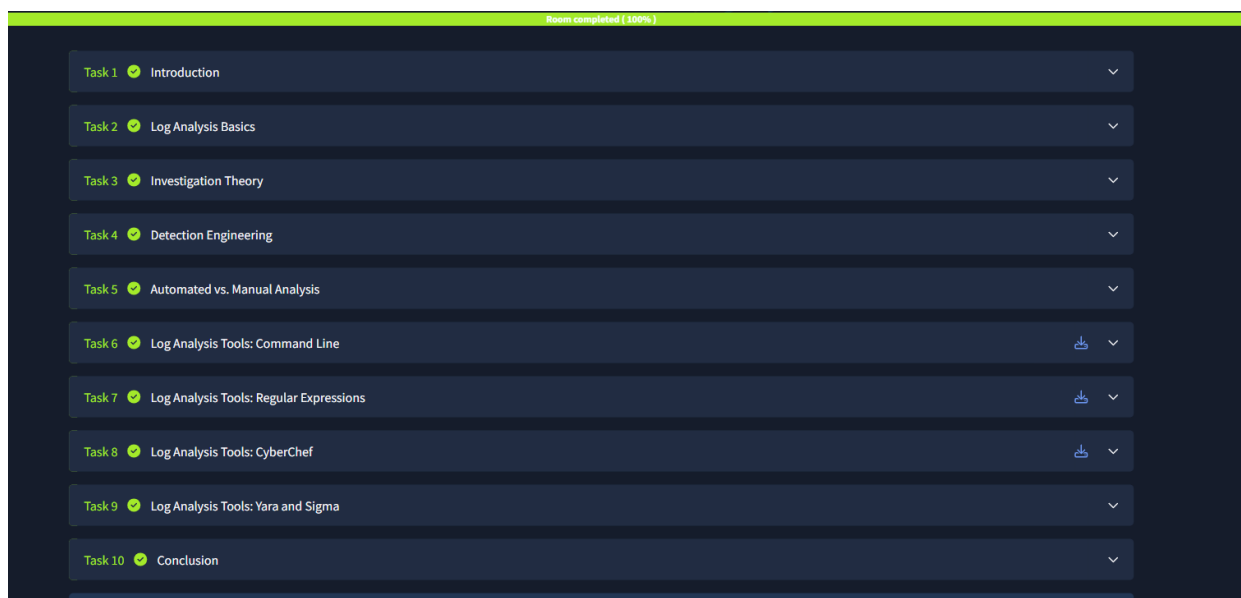 Room completed ( 100% )
Task 1 Introduction
Task 2 Log Analysis Basics
Task 3 Investigation Theory
Task 4 Detection Engineering
Task 5 Automated vs. Manual Analysis
Task 6 Log Analysis Tools: Command Line
Task 7 Log Analysis Tools: Regular Expressions
Task 8 Log Analysis Tools: CyberChef
Task 9 Log Analysis Tools: Yara and Sigma
Task 10 Conclusion